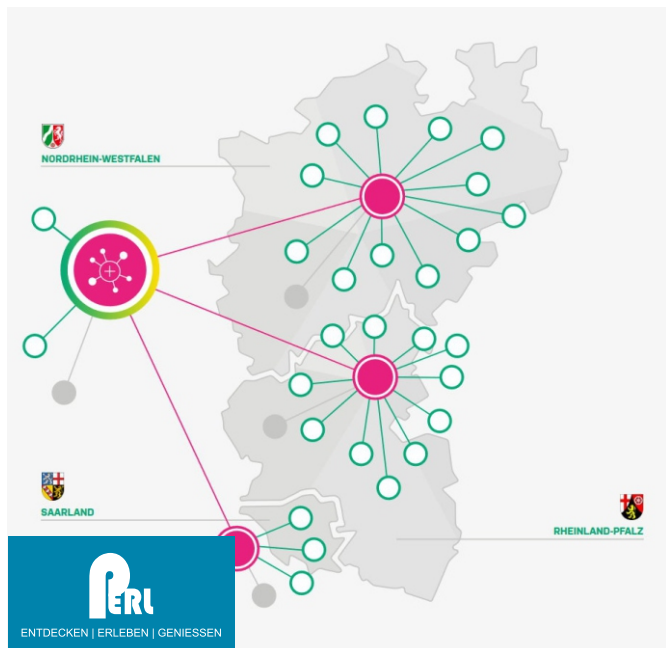 NORDRHEIN-WESTFALEN
SAARLAND
RHEINLAND-PFALZ
PERL
ENTDECKEN | ERLEBEN | GENIESSEN